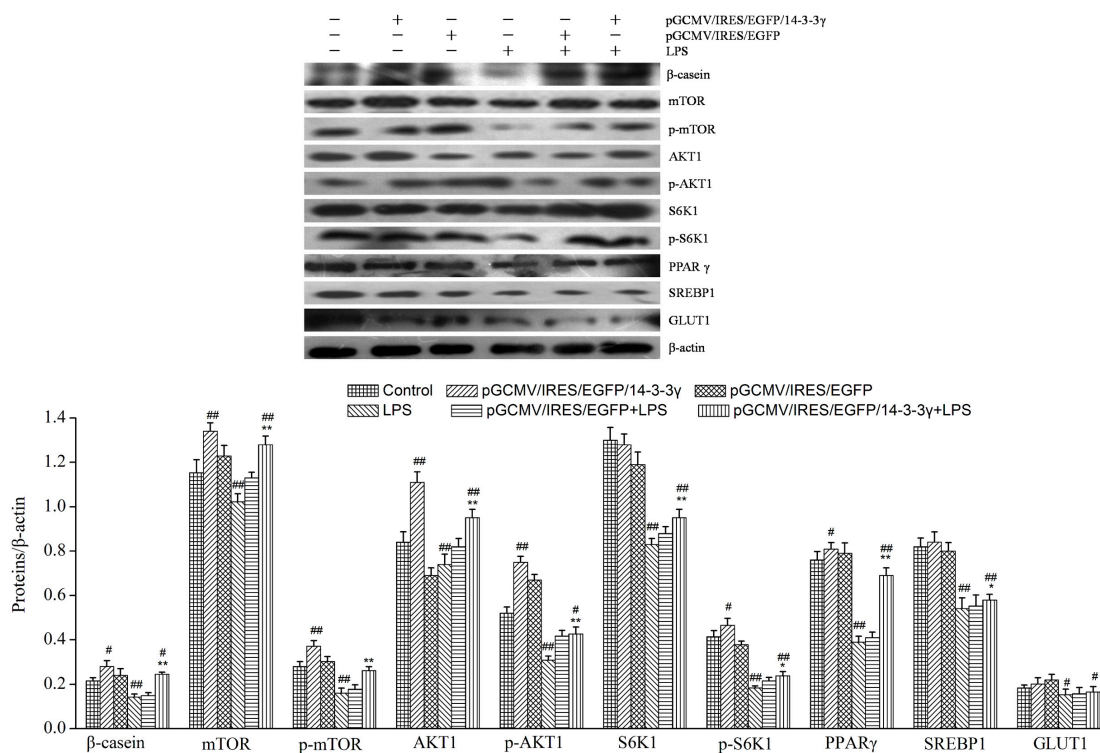 − + − − − + pGCMV/IRES/EGFP/14-3-3γ
− − + − + − pGCMV/IRES/EGFP
− − − + + + LPS
β-casein
mTOR
p-mTOR
AKT1
p-AKT1
S6K1
p-S6K1
PPAR γ
SREBP1
GLUT1
β-actin
Control pGCMV/IRES/EGFP/14-3-3γ pGCMV/IRES/EGFP
LPS pGCMV/IRES/EGFP+LPS pGCMV/IRES/EGFP/14-3-3γ+LPS
Proteins/β-actin
1.4
1.2
1.0
0.8
0.6
0.4
0.2
0.0
# ## # **
## ## ## **
## ## **
## ## ## **
## ## # **
## ## **
# ## ## *
# ## ## **
## ## *
# #
β-casein mTOR p-mTOR AKT1 p-AKT1 S6K1 p-S6K1 PPARγ SREBP1 GLUT1